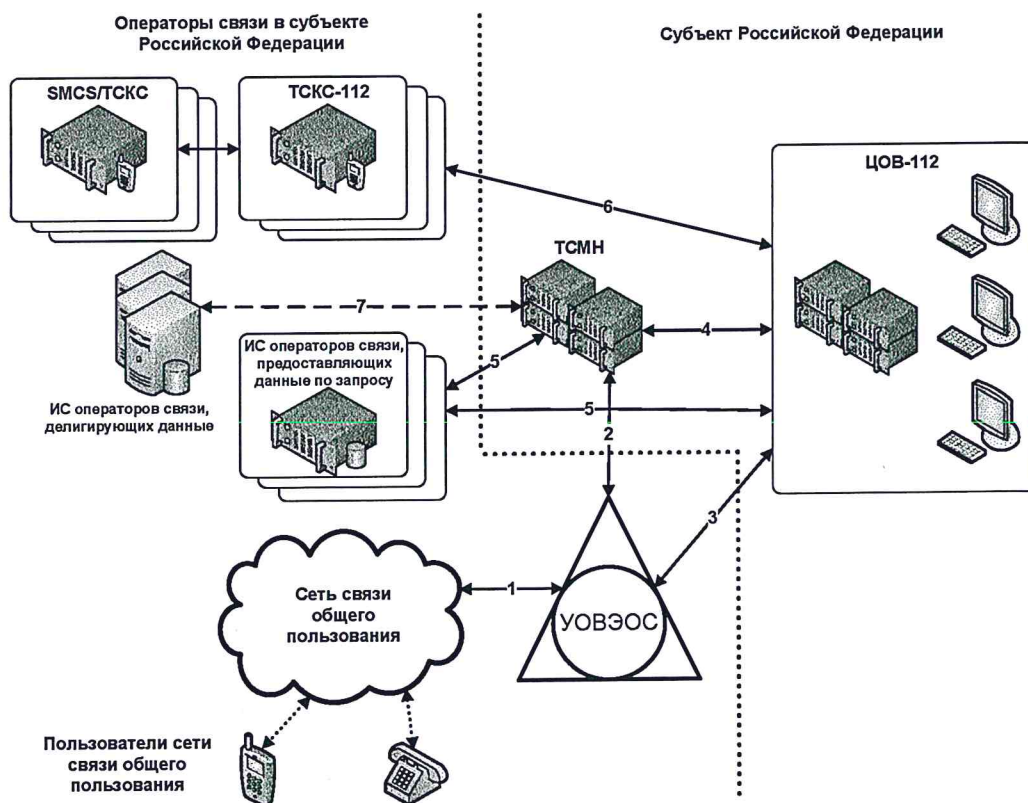 Операторы связи в субъекте
Российской Федерации
Субъект Российской Федерации
SMCS/ТСКС
ТСКС-112
ЦОВ-112
6
ТСМН
7
4
ИС операторов связи,
предоставляющих
данные по запросу
5
5
ИС операторов связи,
делигирующих данные
2
3
Сеть связи
общего
пользования
1
УОВЭОС
Пользователи сети
связи общего
пользования